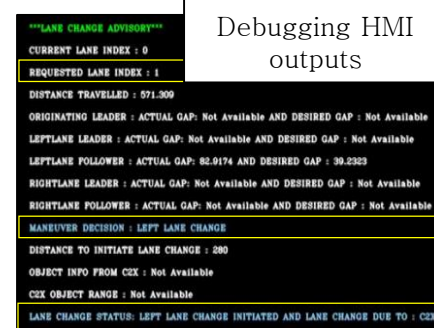 Debugging HMI
outputs
***LANE CHANGE ADVISORY***
CURRENT LANE INDEX : 0
REQUESTED LANE INDEX : 1
DISTANCE TRAVELLED : 571.309
ORIGINATING LEADER : ACTUAL GAP: Not Available AND DESIRED GAP : Not Available
LEFTLANE LEADER : ACTUAL GAP: Not Available AND DESIRED GAP : Not Available
LEFTLANE FOLLOWER : ACTUAL GAP: 82.9174 AND DESIRED GAP : 39.2323
RIGHTLANE LEADER : ACTUAL GAP: Not Available AND DESIRED GAP : Not Available
RIGHTLANE FOLLOWER : ACTUAL GAP: Not Available AND DESIRED GAP : Not Available
MANEUVER DECISION : LEFT LANE CHANGE
DISTANCE TO INITIATE LANE CHANGE : 280
OBJECT INFO FROM C2X : Not Available
C2X OBJECT RANGE : Not Available
LANE CHANGE STATUS: LEFT LANE CHANGE INITIATED AND LANE CHANGE DUE TO : C2X